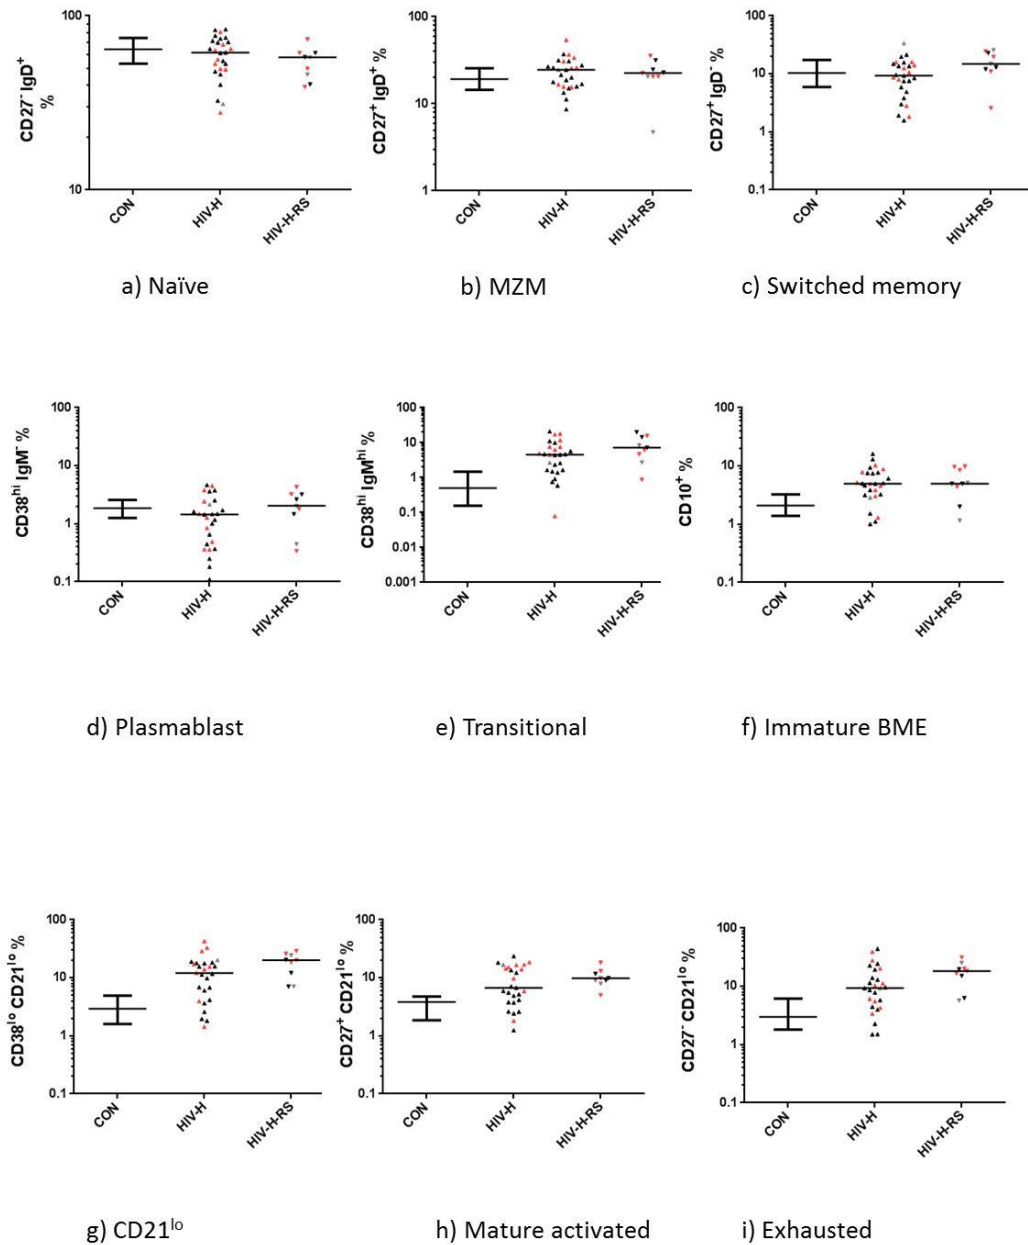 100
10
CD27⁻ IgD⁺
%
CON
HIV-H
HIV-H-RS
a) Naïve
100
10
1
CD27⁺ IgD⁺ %
CON
HIV-H
HIV-H-RS
b) MZM
100
10
1
0.1
CD27⁺ IgD⁻ %
CON
HIV-H
HIV-H-RS
c) Switched memory
100
10
1
0.1
CD38ʰⁱ IgM⁻ %
CON
HIV-H
HIV-H-RS
d) Plasmablast
100
10
1
0.1
0.01
0.001
CD38ʰⁱ IgMʰⁱ %
CON
HIV-H
HIV-H-RS
e) Transitional
100
10
1
0.1
CD10⁺ %
CON
HIV-H
HIV-H-RS
f) Immature BME
100
10
1
0.1
CD38ˡᵒ CD21ˡᵒ %
CON
HIV-H
HIV-H-RS
g) CD21ˡᵒ
100
10
1
0.1
CD27⁺ CD21ˡᵒ %
CON
HIV-H
HIV-H-RS
h) Mature activated
100
10
1
0.1
CD27⁻ CD21ˡᵒ %
CON
HIV-H
HIV-H-RS
i) Exhausted